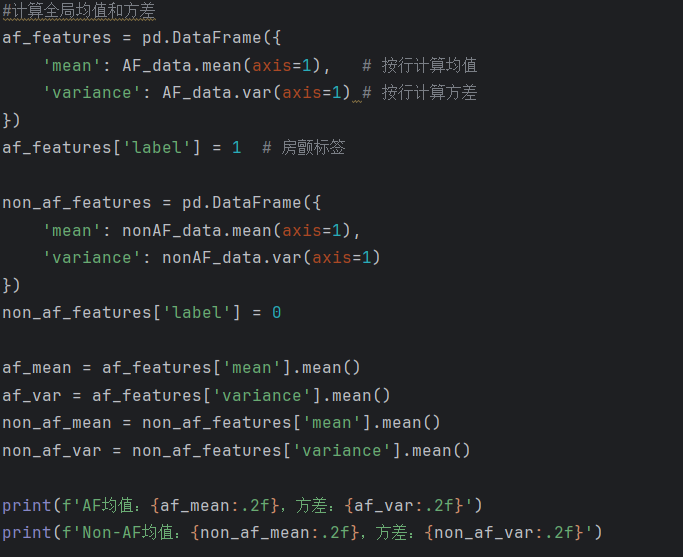 #计算全局均值和方差
af_features = pd.DataFrame({
    'mean': AF_data.mean(axis=1),   # 按行计算均值
    'variance': AF_data.var(axis=1) # 按行计算方差
})
af_features['label'] = 1  # 房颤标签
non_af_features = pd.DataFrame({
    'mean': nonAF_data.mean(axis=1),
    'variance': nonAF_data.var(axis=1)
})
non_af_features['label'] = 0
af_mean = af_features['mean'].mean()
af_var = af_features['variance'].mean()
non_af_mean = non_af_features['mean'].mean()
non_af_var = non_af_features['variance'].mean()
print(f'AF均值：{af_mean:.2f}，方差：{af_var:.2f}')
print(f'Non-AF均值：{non_af_mean:.2f}，方差：{non_af_var:.2f}')